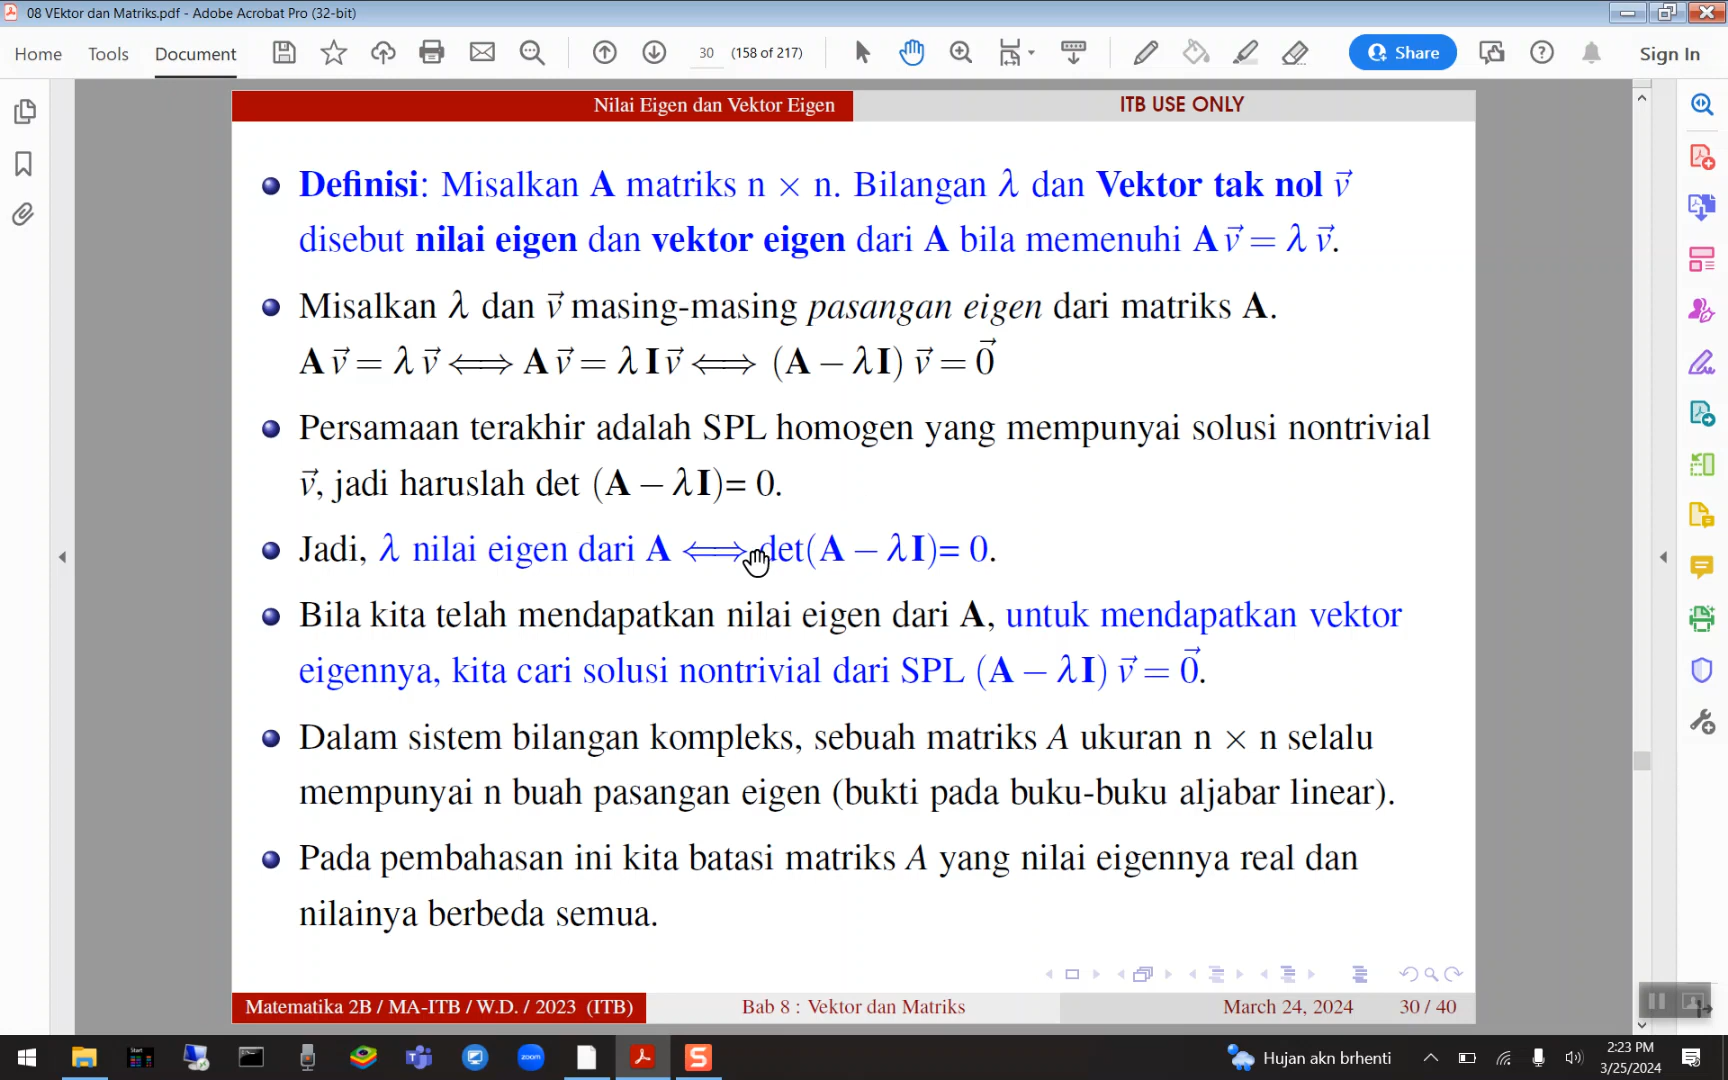 08 VEktor dan Matriks.pdf - Adobe Acrobat Pro (32-bit)
Home Tools Document 30 (158 of 217) Share Sign In
Nilai Eigen dan Vektor Eigen ITB USE ONLY
Definisi: Misalkan A matriks n × n. Bilangan λ dan Vektor tak nol v⃗
disebut nilai eigen dan vektor eigen dari A bila memenuhi A v⃗ = λ v⃗.
Misalkan λ dan v⃗ masing-masing pasangan eigen dari matriks A.
A v⃗ = λ v⃗ ⟺ A v⃗ = λ I v⃗ ⟺ (A − λI) v⃗ = 0⃗
Persamaan terakhir adalah SPL homogen yang mempunyai solusi nontrivial
v⃗, jadi haruslah det (A − λI)= 0.
Jadi, λ nilai eigen dari A ⟺ det(A − λI)= 0.
Bila kita telah mendapatkan nilai eigen dari A, untuk mendapatkan vektor
eigennya, kita cari solusi nontrivial dari SPL (A − λI) v⃗ = 0⃗.
Dalam sistem bilangan kompleks, sebuah matriks A ukuran n × n selalu
mempunyai n buah pasangan eigen (bukti pada buku-buku aljabar linear).
Pada pembahasan ini kita batasi matriks A yang nilai eigennya real dan
nilainya berbeda semua.
Matematika 2B / MA-ITB / W.D. / 2023 (ITB) Bab 8 : Vektor dan Matriks March 24, 2024 30 / 40
Start zoom S Hujan akn brhenti 2:23 PM
3/25/2024